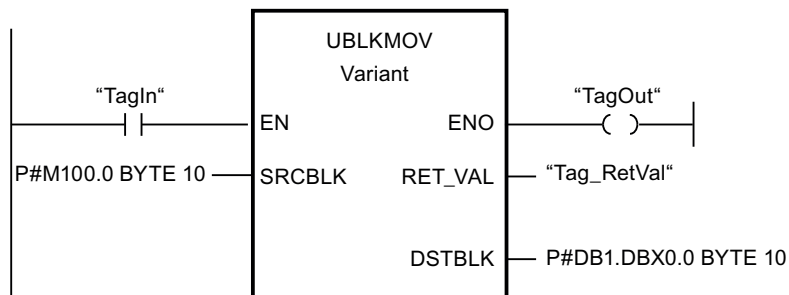 UBLKMOV
Variant
“TagIn“
“TagOut“
EN
ENO
P#M100.0 BYTE 10
SRCBLK
RET_VAL
“Tag_RetVal“
DSTBLK
P#DB1.DBX0.0 BYTE 10